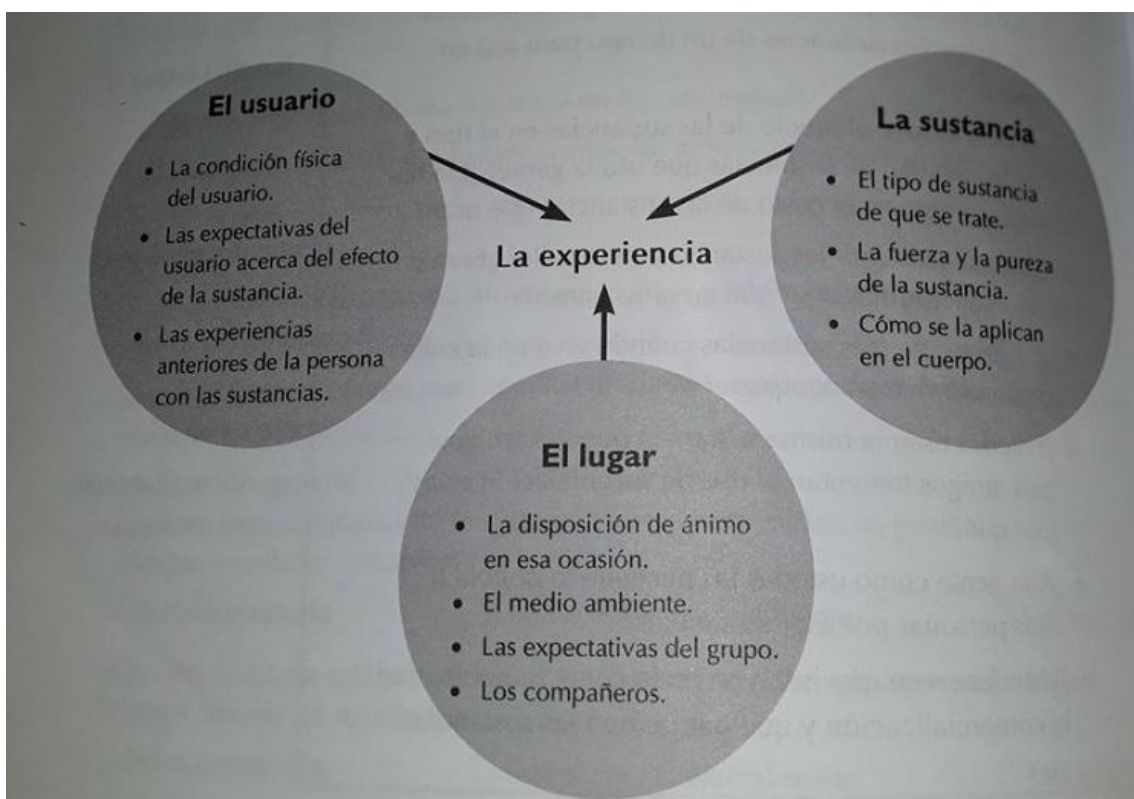 El usuario
• La condición física
del usuario.
• Las expectativas del
usuario acerca del efecto
de la sustancia.
• Las experiencias
anteriores de la persona
con las sustancias.
La sustancia
• El tipo de sustancia
de que se trate.
• La fuerza y la pureza
de la sustancia.
• Cómo se la aplican
en el cuerpo.
La experiencia
El lugar
• La disposición de ánimo
en esa ocasión.
• El medio ambiente.
• Las expectativas del grupo.
• Los compañeros.